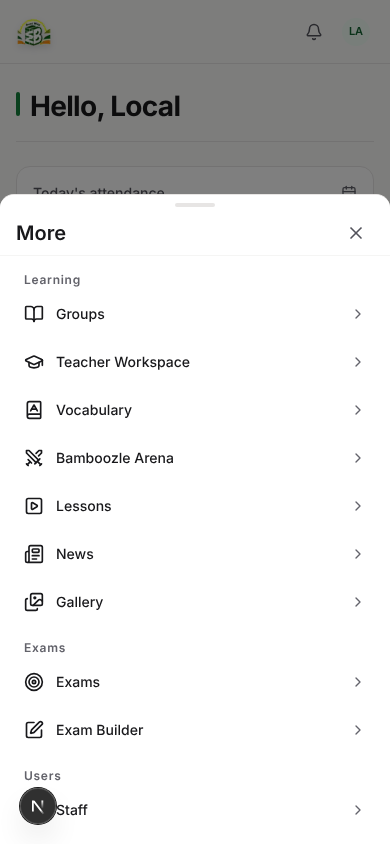 LA
Hello, Local
Today's attendance
More
Learning
Groups
Teacher Workspace
Vocabulary
Bamboozle Arena
Lessons
News
Gallery
Exams
Exams
Exam Builder
Users
N
Staff